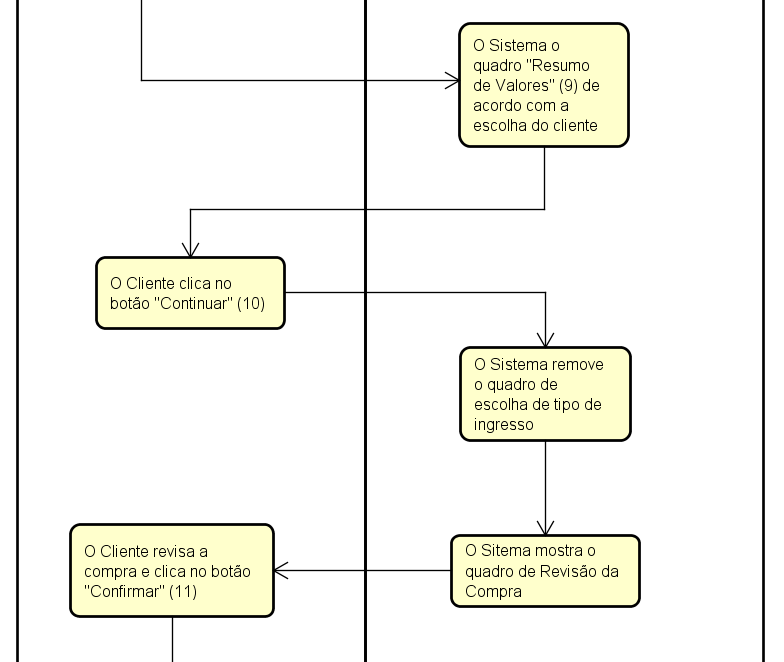 O Sistema o
quadro "Resumo
de Valores" (9) de
acordo com a
escolha do cliente
O Cliente clica no
botão "Continuar" (10)
O Sistema remove
o quadro de
escolha de tipo de
ingresso
O Sitema mostra o
quadro de Revisão da
Compra
O Cliente revisa a
compra e clica no botão
"Confirmar" (11)